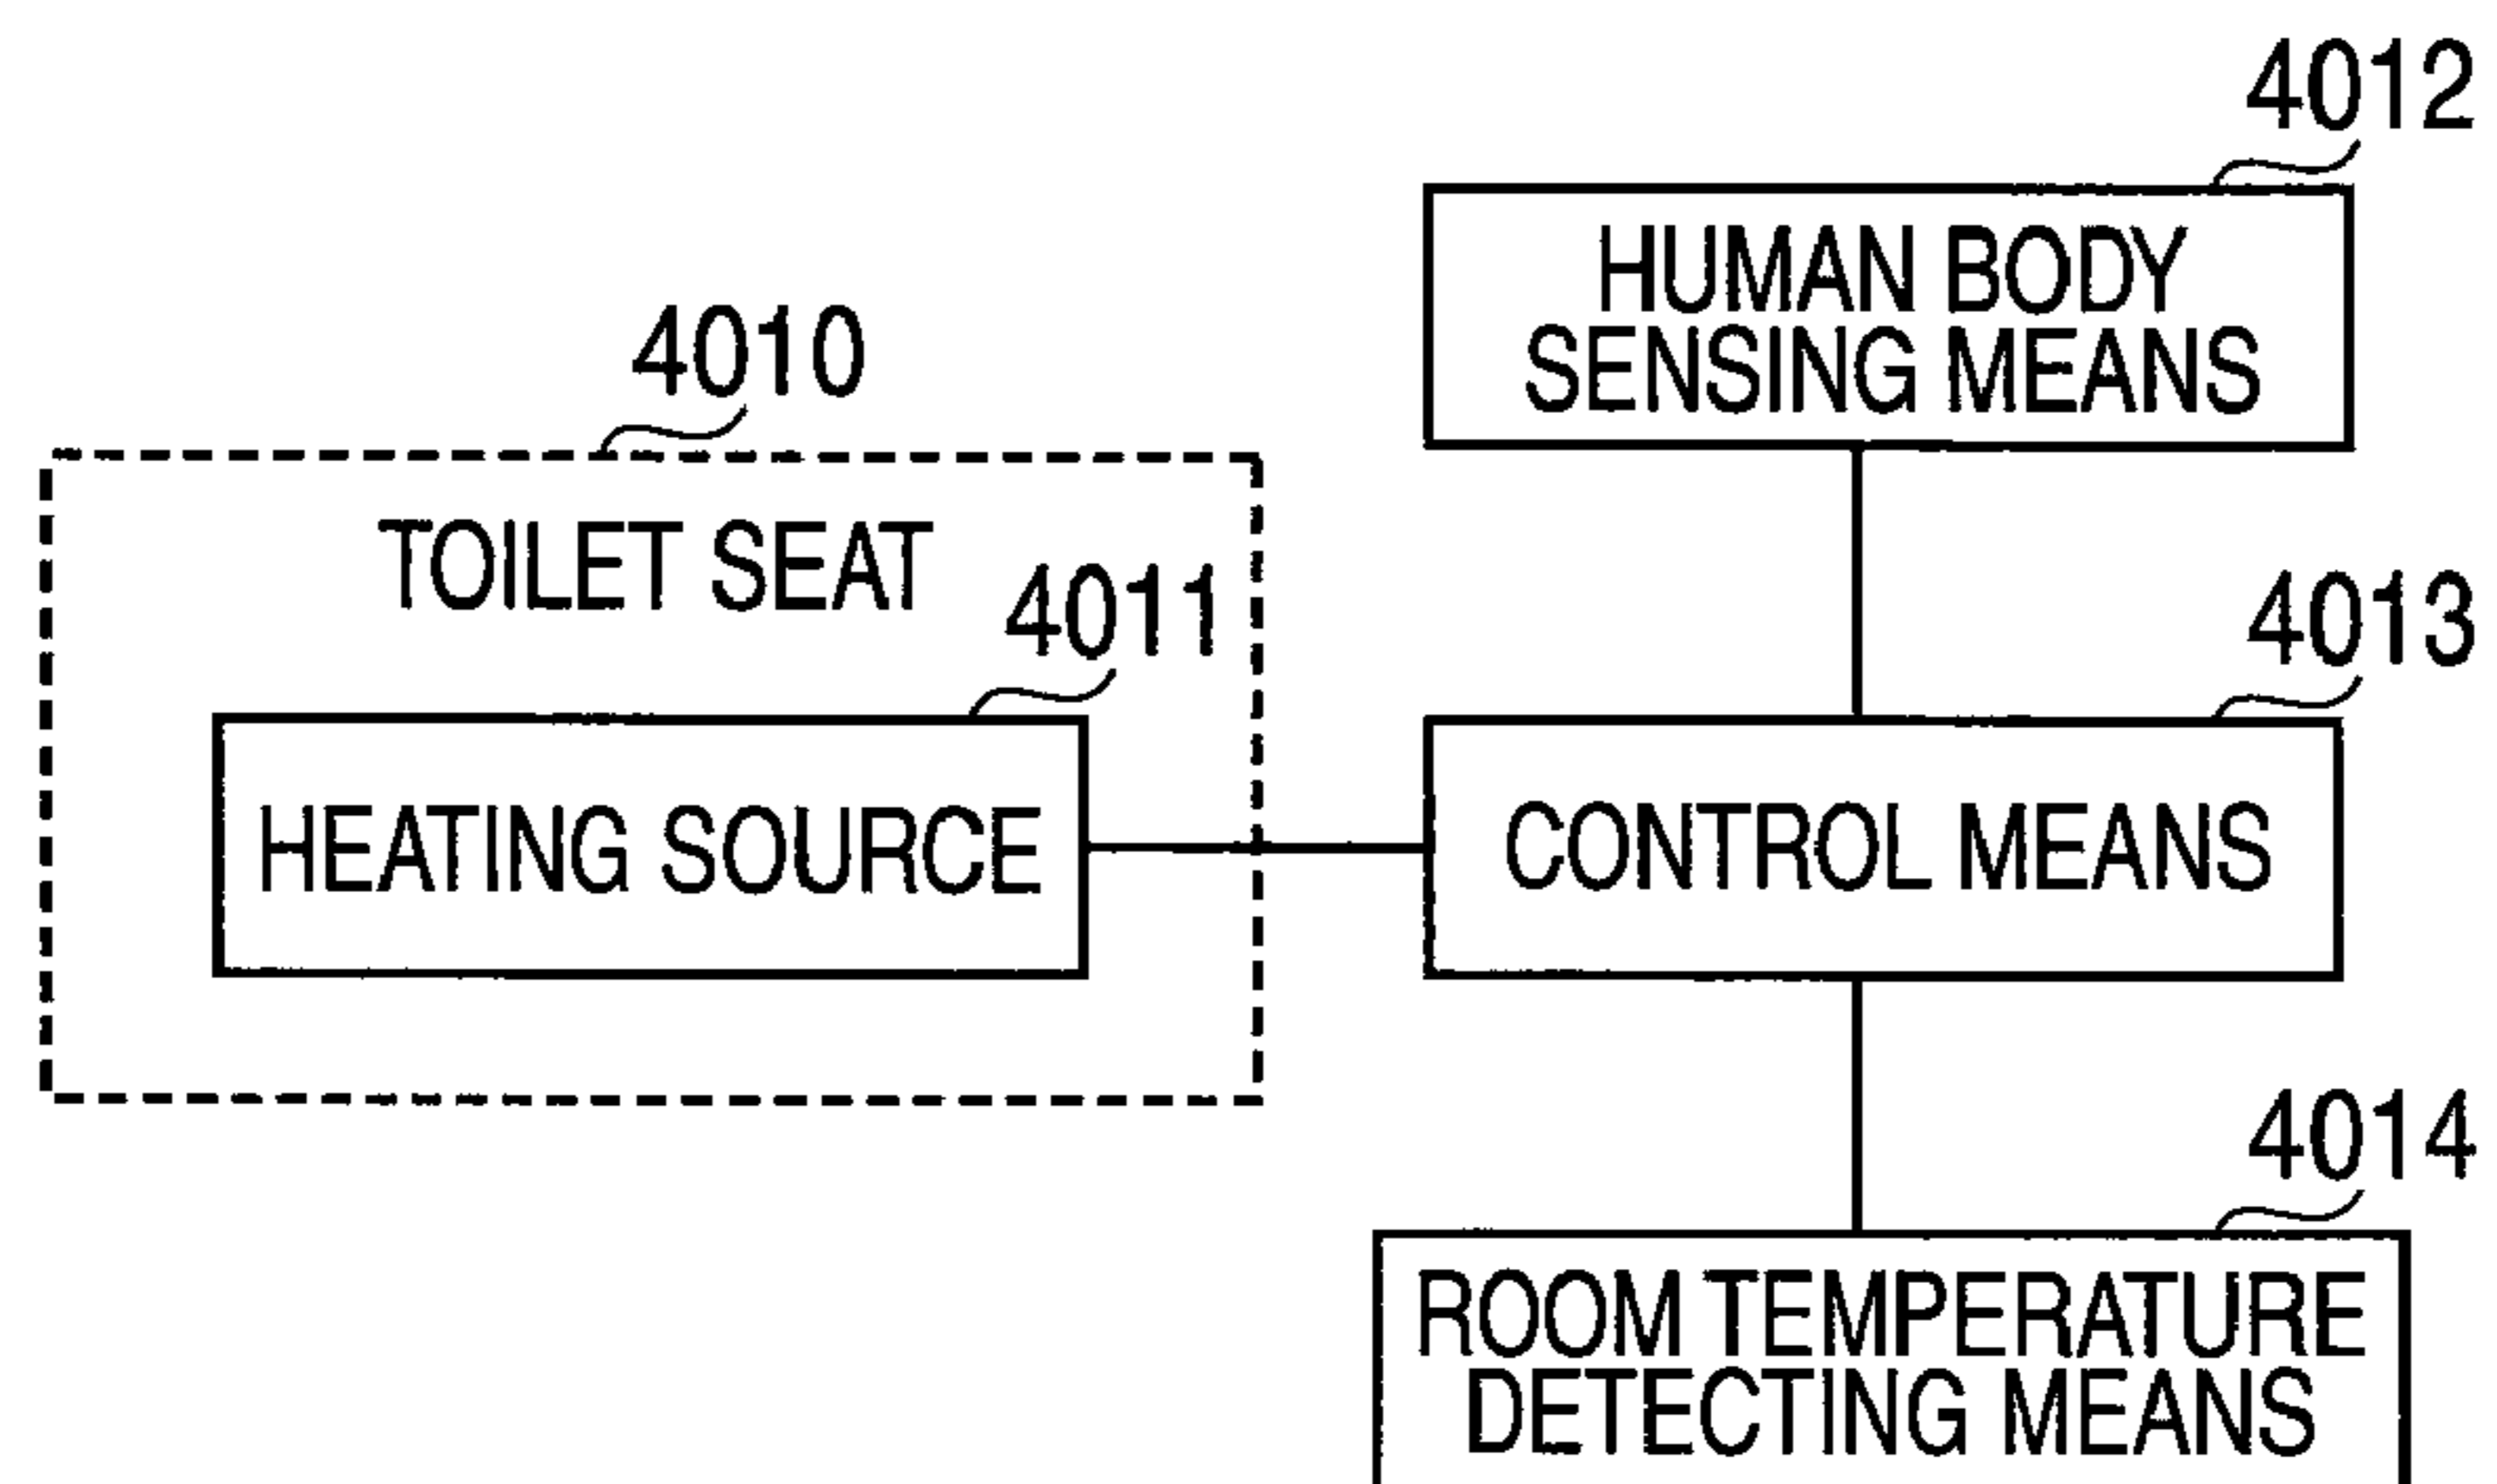 4012
HUMAN BODY
SENSING MEANS
4010
TOILET SEAT
4011
HEATING SOURCE
4013
CONTROL MEANS
4014
ROOM TEMPERATURE
DETECTING MEANS